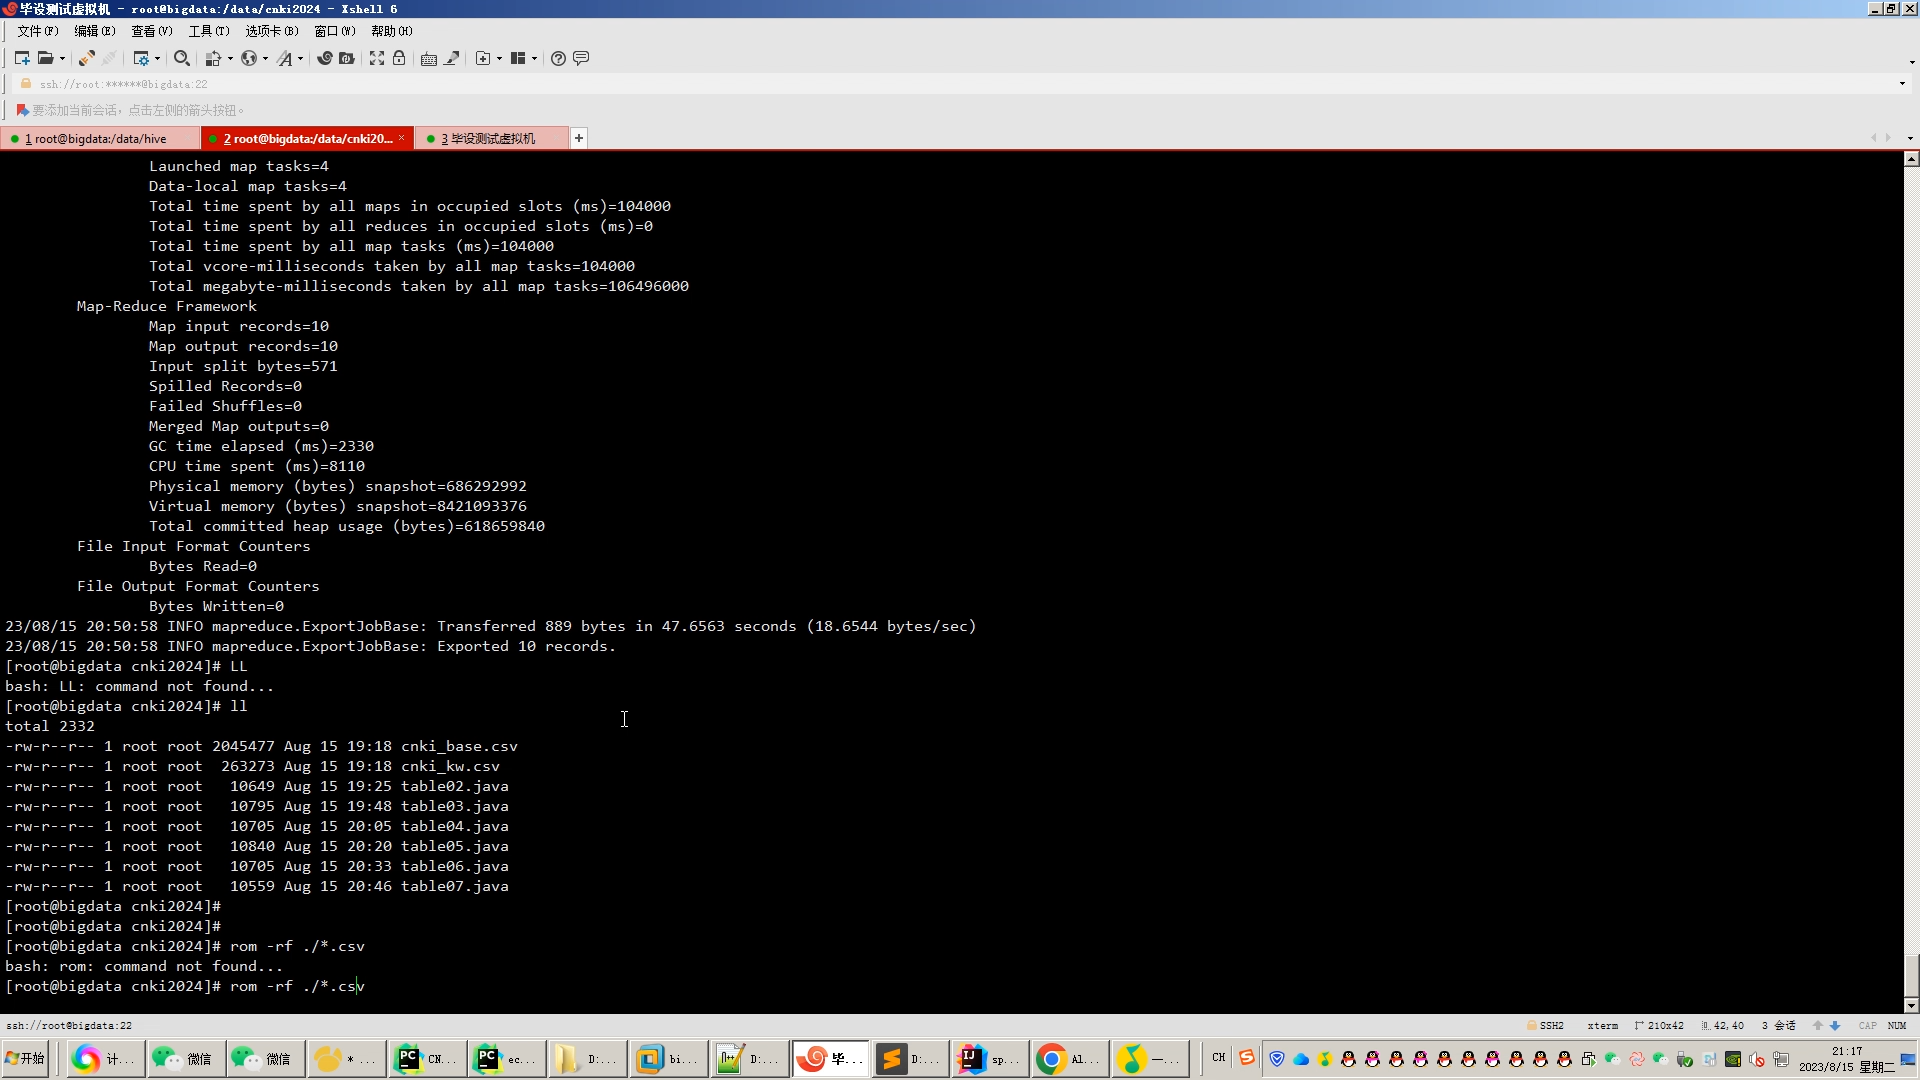 毕设测试虚拟机 - root@bigdata:/data/cnki2024 - Xshell 6
文件(F) 编辑(E) 查看(V) 工具(T) 选项卡(B) 窗口(W) 帮助(H)
ssh://root:******@bigdata:22
要添加当前会话，点击左侧的箭头按钮。
1 root@bigdata:/data/hive
2 root@bigdata:/data/cnki20... ×
3 毕设测试虚拟机
+
Launched map tasks=4
Data-local map tasks=4
Total time spent by all maps in occupied slots (ms)=104000
Total time spent by all reduces in occupied slots (ms)=0
Total time spent by all map tasks (ms)=104000
Total vcore-milliseconds taken by all map tasks=104000
Total megabyte-milliseconds taken by all map tasks=106496000
Map-Reduce Framework
Map input records=10
Map output records=10
Input split bytes=571
Spilled Records=0
Failed Shuffles=0
Merged Map outputs=0
GC time elapsed (ms)=2330
CPU time spent (ms)=8110
Physical memory (bytes) snapshot=686292992
Virtual memory (bytes) snapshot=8421093376
Total committed heap usage (bytes)=618659840
File Input Format Counters
Bytes Read=0
File Output Format Counters
Bytes Written=0
23/08/15 20:50:58 INFO mapreduce.ExportJobBase: Transferred 889 bytes in 47.6563 seconds (18.6544 bytes/sec)
23/08/15 20:50:58 INFO mapreduce.ExportJobBase: Exported 10 records.
[root@bigdata cnki2024]# LL
bash: LL: command not found...
[root@bigdata cnki2024]# ll
total 2332
-rw-r--r-- 1 root root 2045477 Aug 15 19:18 cnki_base.csv
-rw-r--r-- 1 root root  263273 Aug 15 19:18 cnki_kw.csv
-rw-r--r-- 1 root root   10649 Aug 15 19:25 table02.java
-rw-r--r-- 1 root root   10795 Aug 15 19:48 table03.java
-rw-r--r-- 1 root root   10705 Aug 15 20:05 table04.java
-rw-r--r-- 1 root root   10840 Aug 15 20:20 table05.java
-rw-r--r-- 1 root root   10705 Aug 15 20:33 table06.java
-rw-r--r-- 1 root root   10559 Aug 15 20:46 table07.java
[root@bigdata cnki2024]#
[root@bigdata cnki2024]#
[root@bigdata cnki2024]# rom -rf ./*.csv
bash: rom: command not found...
[root@bigdata cnki2024]# rom -rf ./*.csv
ssh://root@bigdata:22
SSH2 xterm 210x42 42,40 3 会话 CAP NUM
开始 计... 微信 微信 * ... CN... ec... D:... bi... D:... 毕... D:... sp... Al... 一... CH
21:17
2023/8/15 星期二